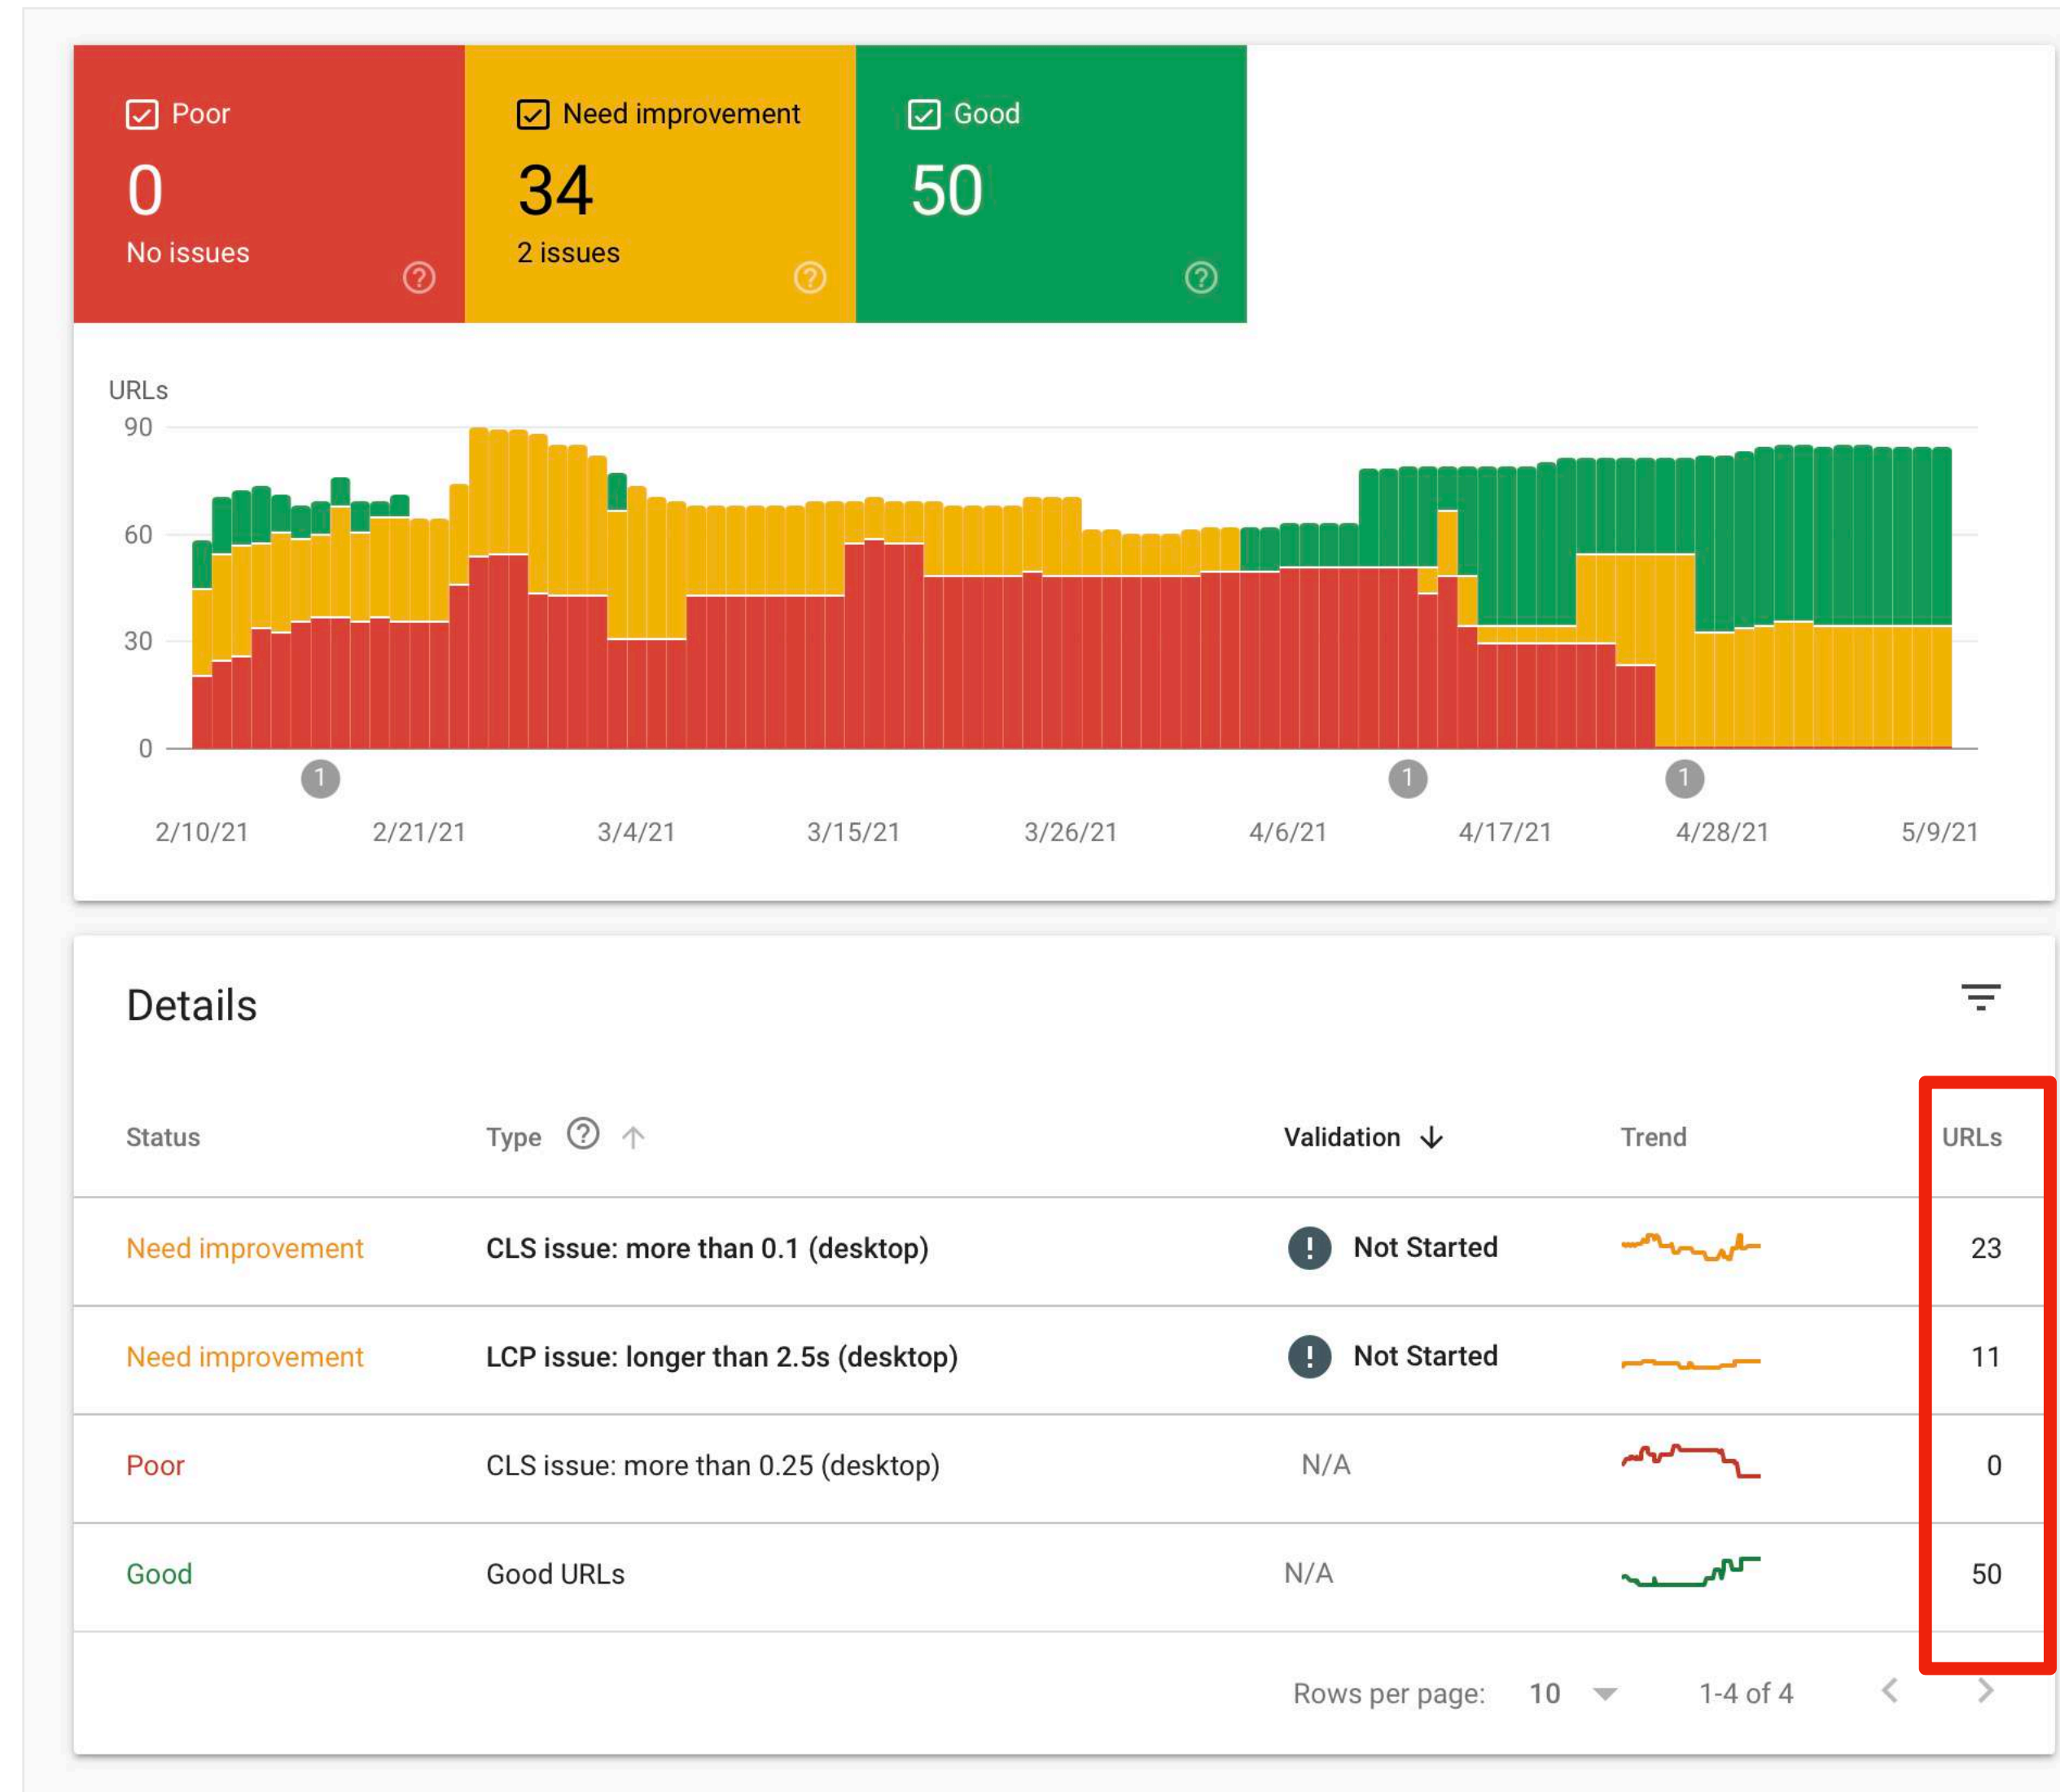 Poor
Need improvement
Good
0
34
50
No issues
2 issues
URLs
90
60
30
0
1
1
1
2/10/21
2/21/21
3/4/21
3/15/21
3/26/21
4/6/21
4/17/21
4/28/21
5/9/21
Details
Status Type Validation Trend URLs
Need improvement CLS issue: more than 0.1 (desktop) Not Started 23
Need improvement LCP issue: longer than 2.5s (desktop) Not Started 11
Poor CLS issue: more than 0.25 (desktop) N/A 0
Good Good URLs N/A 50
Rows per page: 10 1-4 of 4